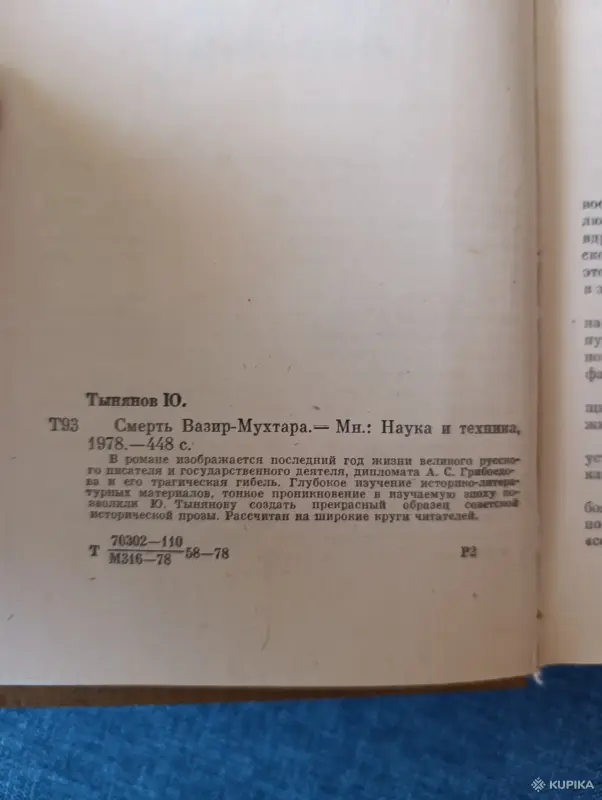 Тынянов Ю.
Т93 Смерть Вазир-Мухтара.— Мн.: Наука и техника,
1978.—448 с.
В романе изображается последний год жизни великого русско-
го писателя и государственного деятеля, дипломата А. С. Грибоедо-
ва и его трагическая гибель. Глубокое изучение историко-литера-
турных материалов, тонкое проникновение в изучаемую эпоху поз-
волили Ю. Тынянову создать прекрасный образец советской
исторической прозы. Рассчитан на широкие круги читателей.
70302—110
Т 58—78 Р2
М316—78
KUPIKA